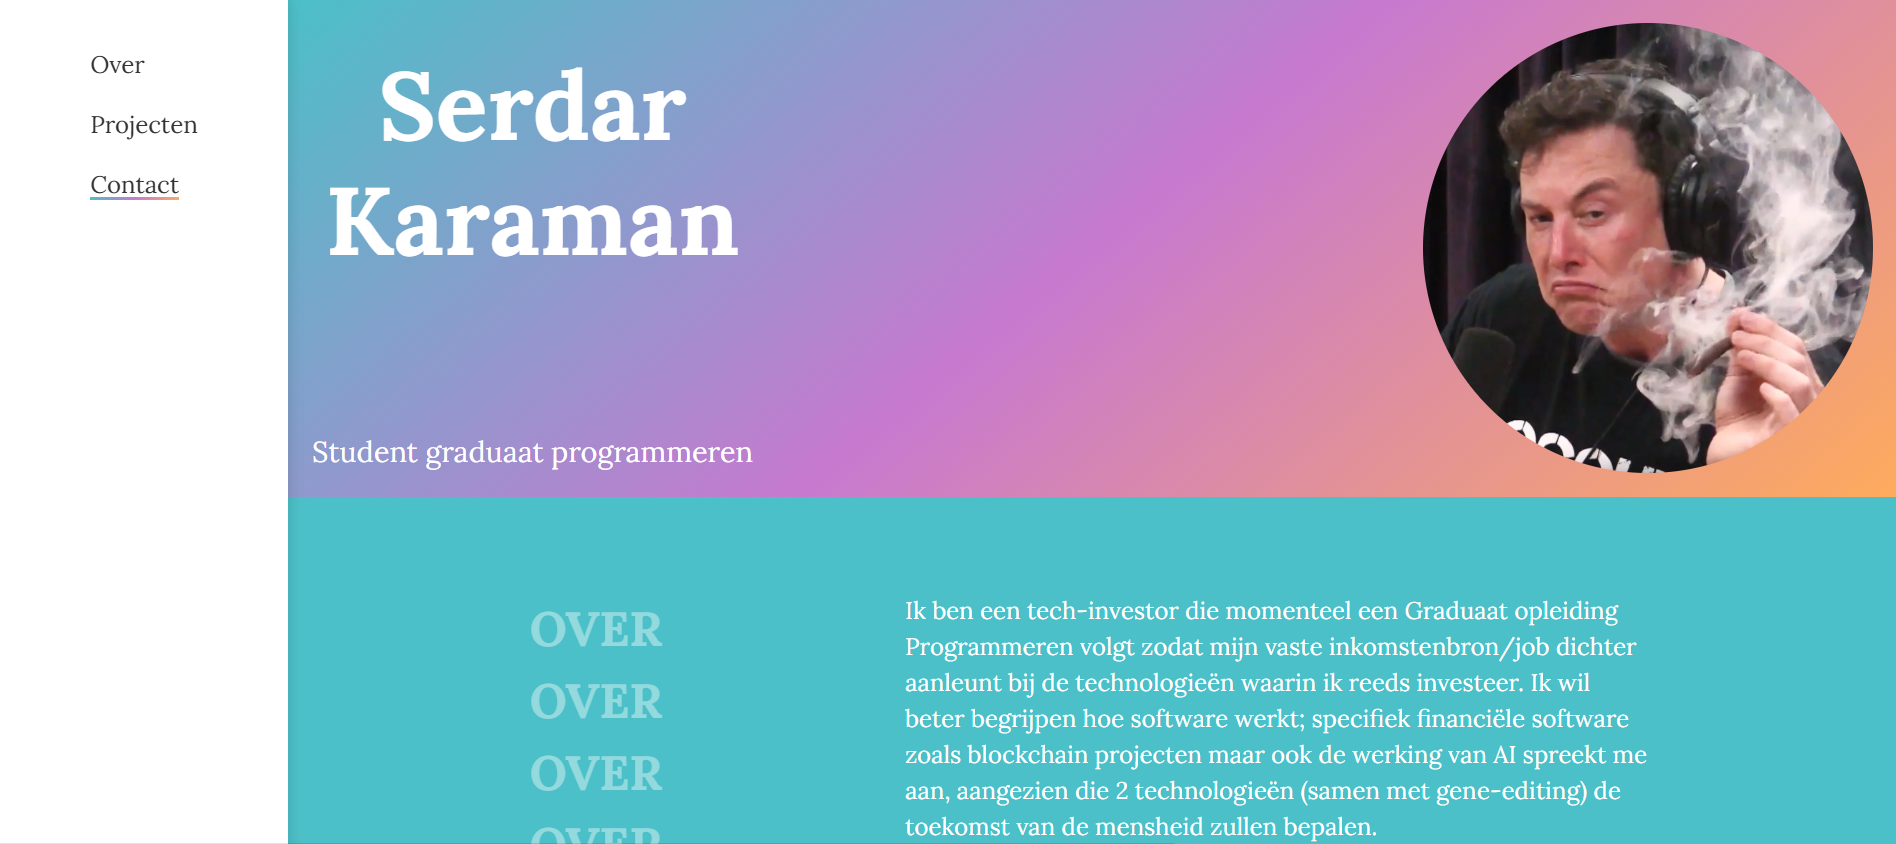 Over
Projecten
Contact
Serdar
Karaman
Student graduaat programmeren
OVER
OVER
OVER
OVER
Ik ben een tech-investor die momenteel een Graduaat opleiding
Programmeren volgt zodat mijn vaste inkomstenbron/job dichter
aanleunt bij de technologieën waarin ik reeds investeer. Ik wil
beter begrijpen hoe software werkt; specifiek financiële software
zoals blockchain projecten maar ook de werking van AI spreekt me
aan, aangezien die 2 technologieën (samen met gene-editing) de
toekomst van de mensheid zullen bepalen.